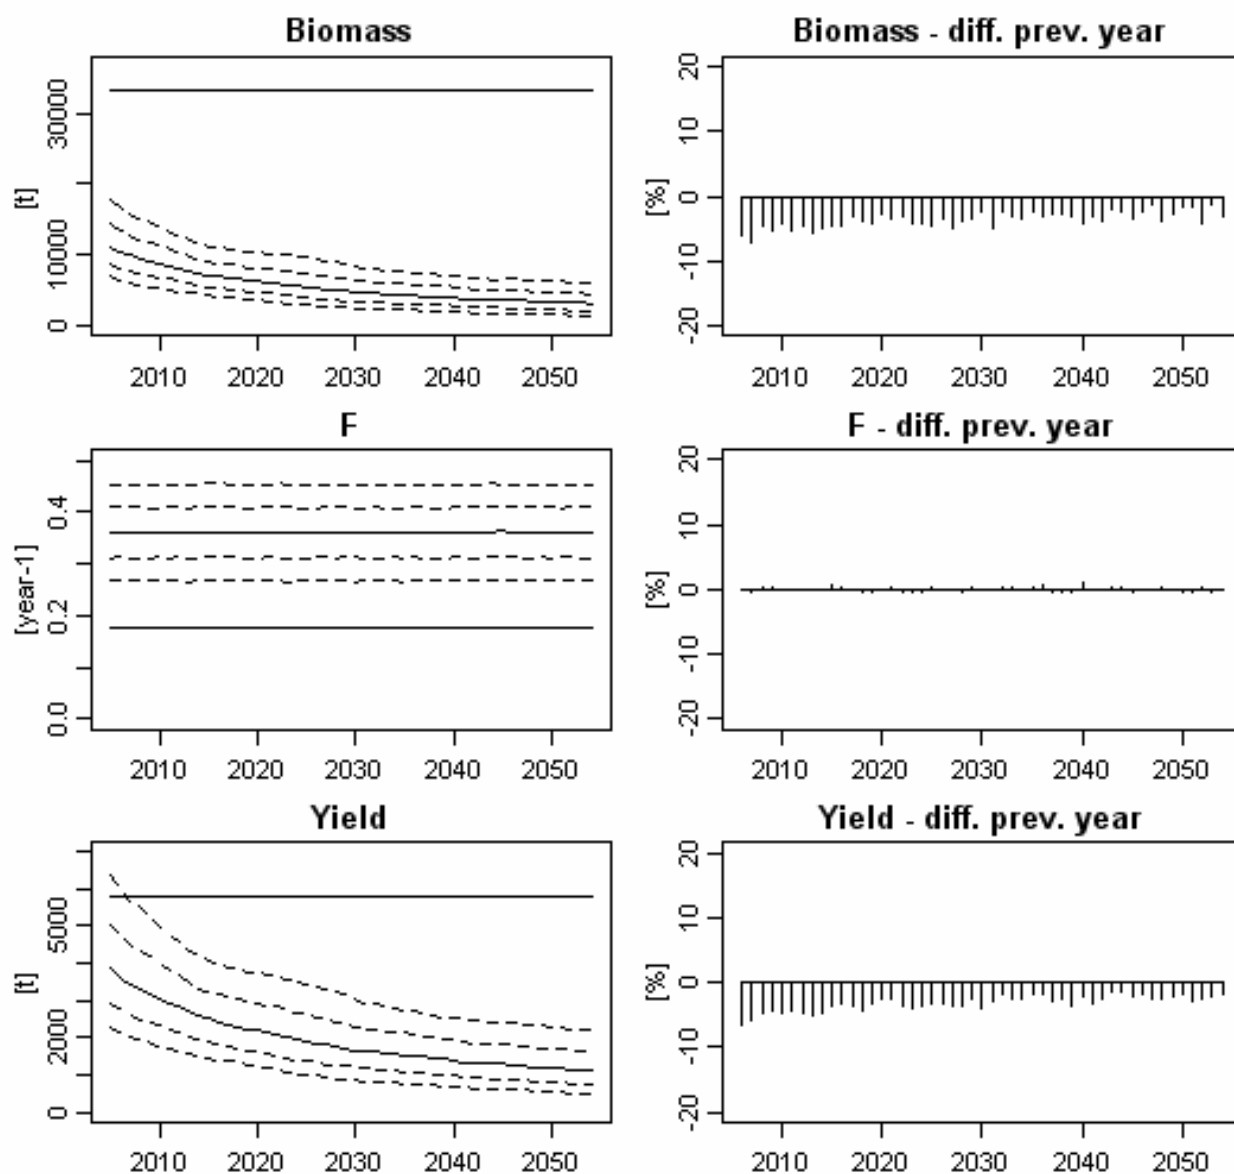 Biomass
[t]
0 10000 30000
2010 2020 2030 2040 2050
Biomass - diff. prev. year
[%]
-20 -10 0 10 20
2010 2020 2030 2040 2050
F
[year-1]
0.0 0.2 0.4
2010 2020 2030 2040 2050
F - diff. prev. year
[%]
-20 -10 0 10 20
2010 2020 2030 2040 2050
Yield
[t]
0 2000 5000
2010 2020 2030 2040 2050
Yield - diff. prev. year
[%]
-20 -10 0 10 20
2010 2020 2030 2040 2050